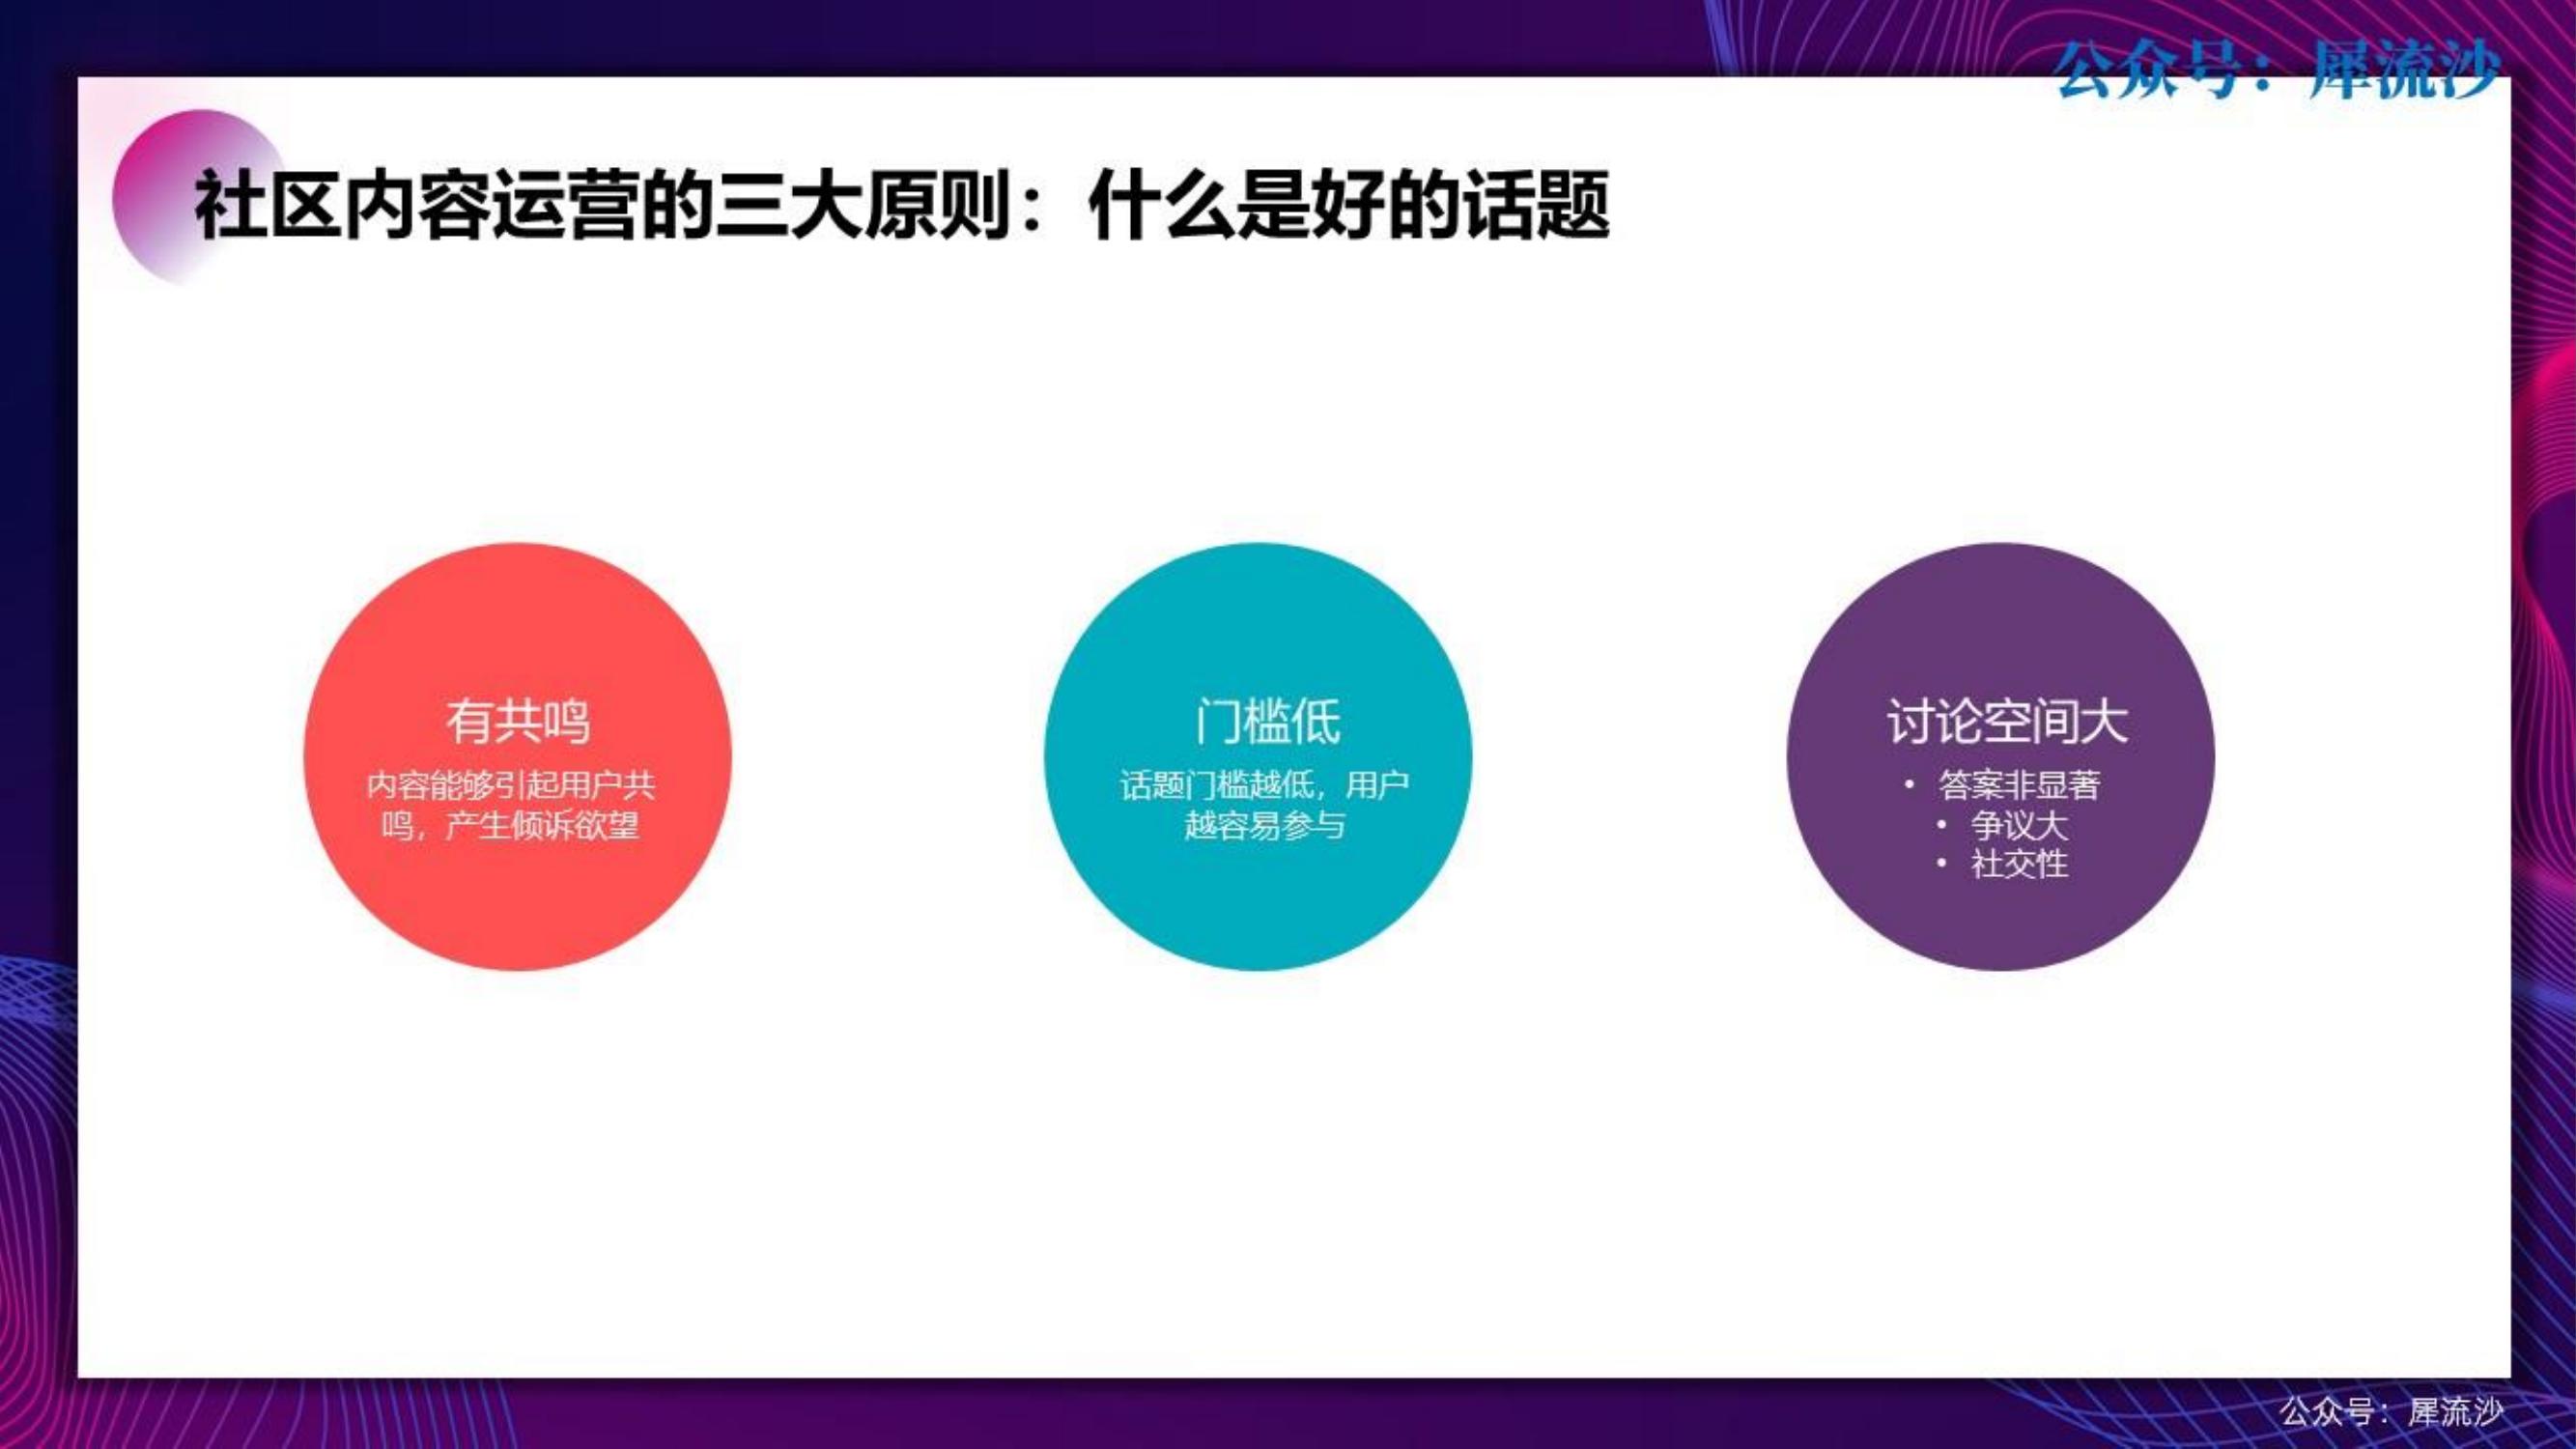 公众号：犀流沙
社区内容运营的三大原则：什么是好的话题
有共鸣
内容能够引起用户共
鸣，产生倾诉欲望
门槛低
话题门槛越低，用户
越容易参与
讨论空间大
• 答案非显著
• 争议大
• 社交性
公众号：犀流沙